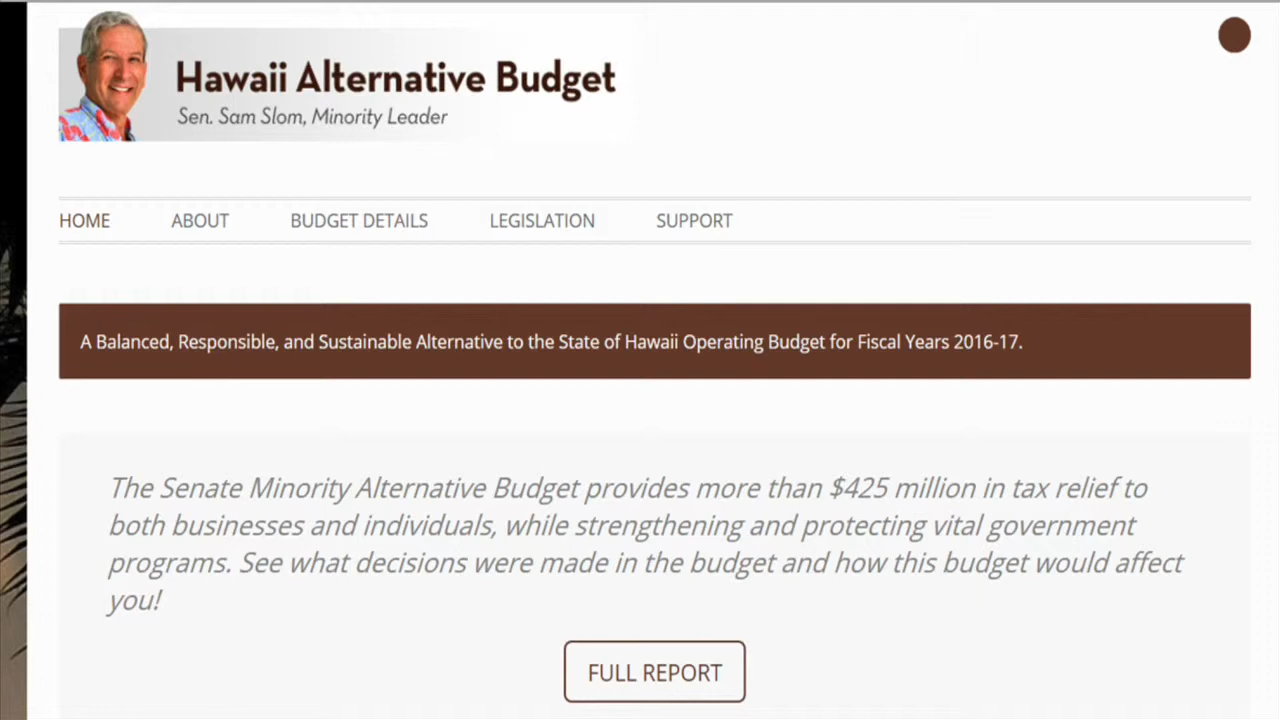 Hawaii Alternative Budget
Sen. Sam Slom, Minority Leader
HOME ABOUT BUDGET DETAILS LEGISLATION SUPPORT
A Balanced, Responsible, and Sustainable Alternative to the State of Hawaii Operating Budget for Fiscal Years 2016-17.
The Senate Minority Alternative Budget provides more than $425 million in tax relief to
both businesses and individuals, while strengthening and protecting vital government
programs. See what decisions were made in the budget and how this budget would affect
you!
FULL REPORT